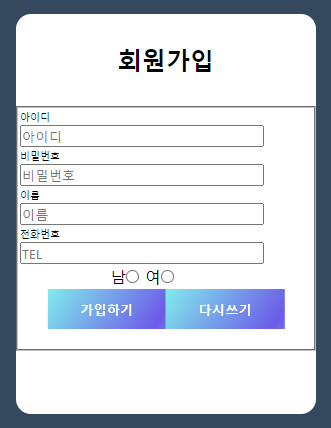 회원가입
아이디
아이디
비밀번호
비밀번호
이름
이름
전화번호
TEL
남 여
가입하기 다시쓰기